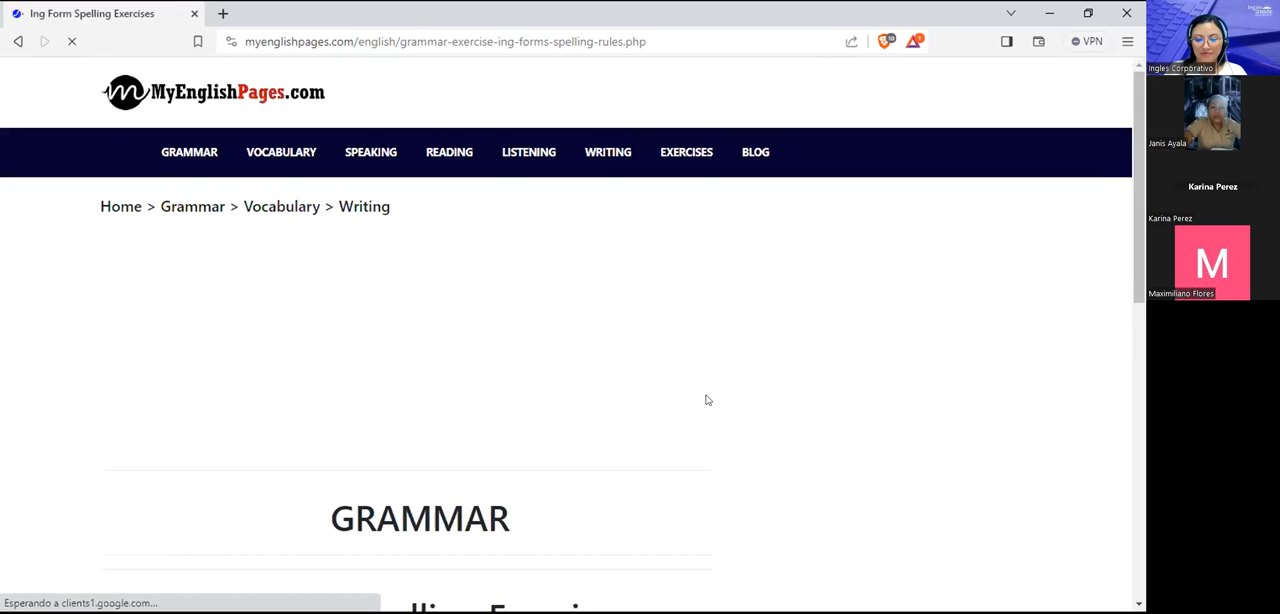 Ing Form Spelling Exercises
myenglishpages.com/english/grammar-exercise-ing-forms-spelling-rules.php
VPN
MyEnglishPages.com
GRAMMAR VOCABULARY SPEAKING READING LISTENING WRITING EXERCISES BLOG
Home > Grammar > Vocabulary > Writing
GRAMMAR
Esperando a clients1.google.com...
Ingles Corporativo
Janis Ayala
Karina Perez
Karina Perez
M
Maximiliano Flores